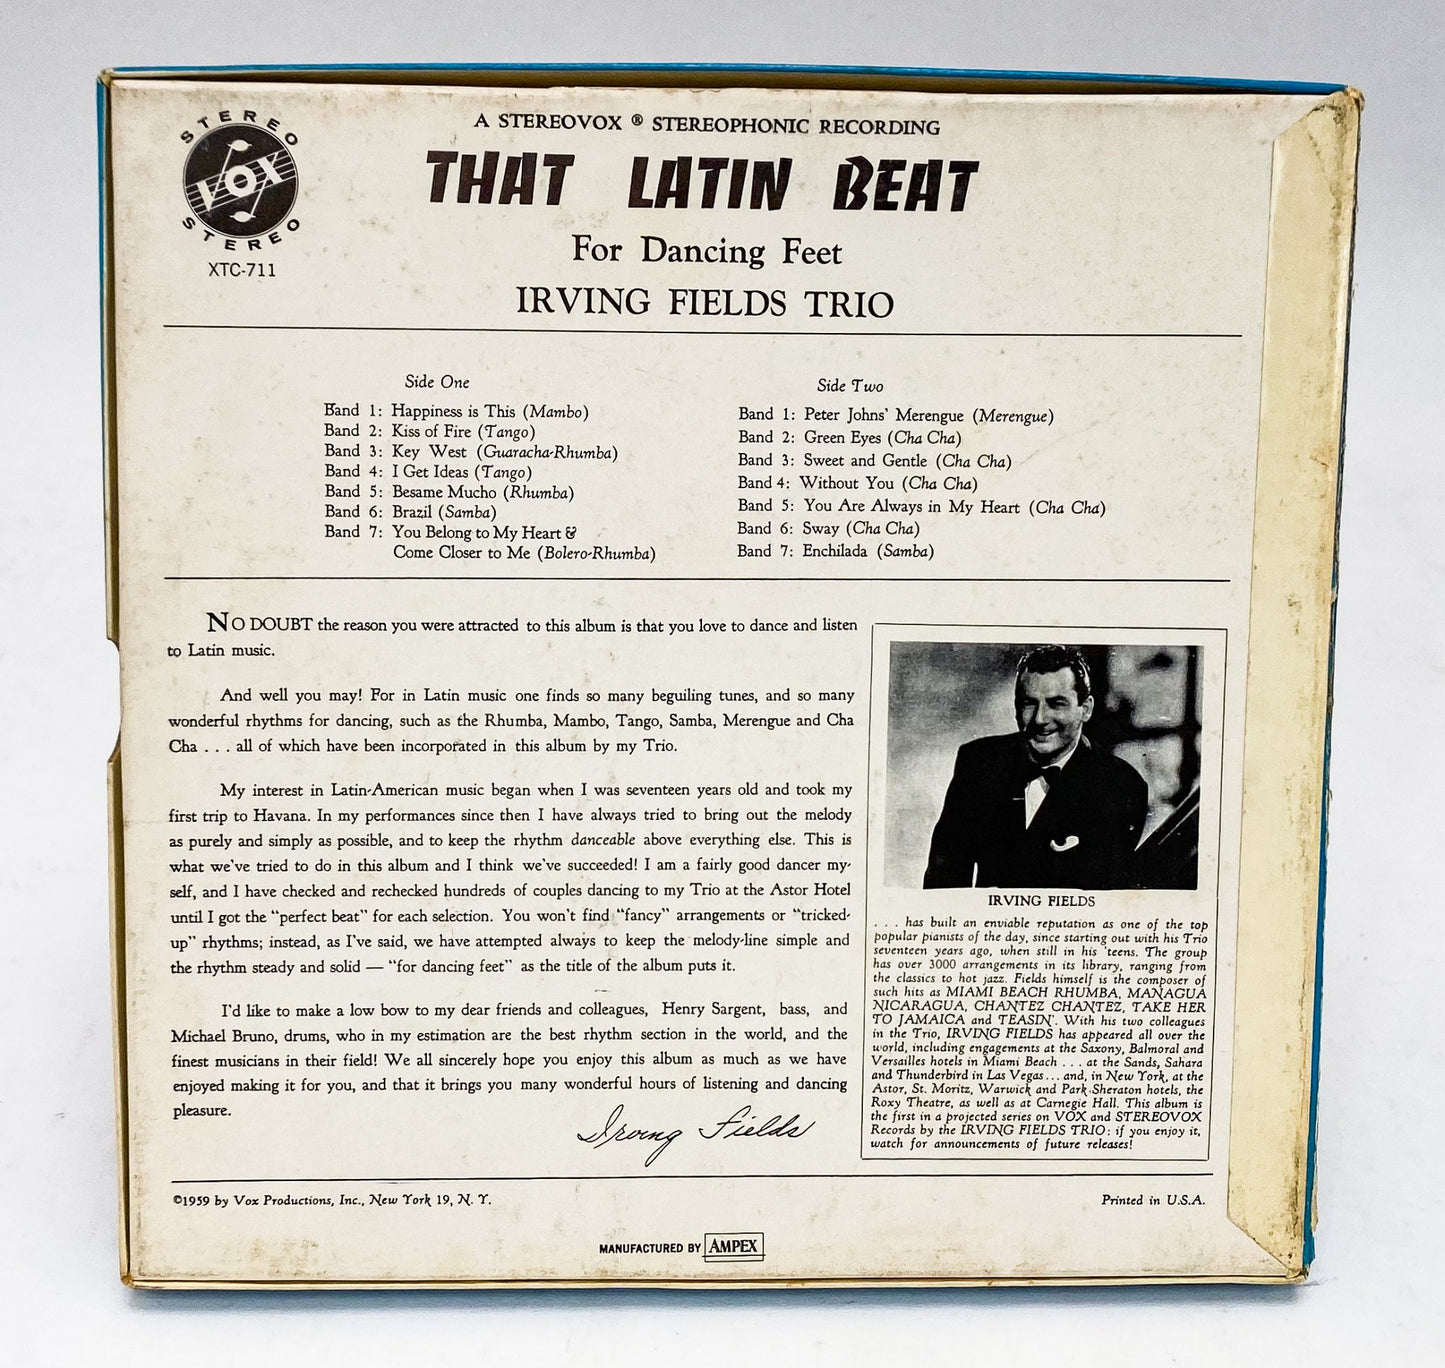 STEREO
VOX
STEREO
XTC-711
A STEREOVOX ® STEREOPHONIC RECORDING
THAT LATIN BEAT
For Dancing Feet
IRVING FIELDS TRIO
Side One
Band 1: Happiness is This (Mambo)
Band 2: Kiss of Fire (Tango)
Band 3: Key West (Guaracha-Rhumba)
Band 4: I Get Ideas (Tango)
Band 5: Besame Mucho (Rhumba)
Band 6: Brazil (Samba)
Band 7: You Belong to My Heart &
Come Closer to Me (Bolero-Rhumba)
Side Two
Band 1: Peter Johns' Merengue (Merengue)
Band 2: Green Eyes (Cha Cha)
Band 3: Sweet and Gentle (Cha Cha)
Band 4: Without You (Cha Cha)
Band 5: You Are Always in My Heart (Cha Cha)
Band 6: Sway (Cha Cha)
Band 7: Enchilada (Samba)
NO DOUBT the reason you were attracted to this album is that you love to dance and listen
to Latin music.
And well you may! For in Latin music one finds so many beguiling tunes, and so many
wonderful rhythms for dancing, such as the Rhumba, Mambo, Tango, Samba, Merengue and Cha
Cha . . . all of which have been incorporated in this album by my Trio.
My interest in Latin-American music began when I was seventeen years old and took my
first trip to Havana. In my performances since then I have always tried to bring out the melody
as purely and simply as possible, and to keep the rhythm danceable above everything else. This is
what we've tried to do in this album and I think we've succeeded! I am a fairly good dancer my-
self, and I have checked and rechecked hundreds of couples dancing to my Trio at the Astor Hotel
until I got the "perfect beat" for each selection. You won't find "fancy" arrangements or "tricked-
up" rhythms; instead, as I've said, we have attempted always to keep the melody-line simple and
the rhythm steady and solid — "for dancing feet" as the title of the album puts it.
I'd like to make a low bow to my dear friends and colleagues, Henry Sargent, bass, and
Michael Bruno, drums, who in my estimation are the best rhythm section in the world, and the
finest musicians in their field! We all sincerely hope you enjoy this album as much as we have
enjoyed making it for you, and that it brings you many wonderful hours of listening and dancing
pleasure.
Irving Fields
IRVING FIELDS
. . . has built an enviable reputation as one of the top
popular pianists of the day, since starting out with his Trio
seventeen years ago, when still in his 'teens. The group
has over 3000 arrangements in its library, ranging from
the classics to hot jazz. Fields himself is the composer of
such hits as MIAMI BEACH RHUMBA, MANAGUA
NICARAGUA, CHANTEZ CHANTEZ, TAKE HER
TO JAMAICA and TEASIN'. With his two colleagues
in the Trio, IRVING FIELDS has appeared all over the
world, including engagements at the Saxony, Balmoral and
Versailles hotels in Miami Beach . . . at the Sands, Sahara
and Thunderbird in Las Vegas . . . and, in New York, at the
Astor, St. Moritz, Warwick and Park-Sheraton hotels, the
Roxy Theatre, as well as at Carnegie Hall. This album is
the first in a projected series on VOX and STEREOVOX
Records by the IRVING FIELDS TRIO: if you enjoy it,
watch for announcements of future releases!
©1959 by Vox Productions, Inc., New York 19, N. Y.
Printed in U.S.A.
MANUFACTURED BY AMPEX